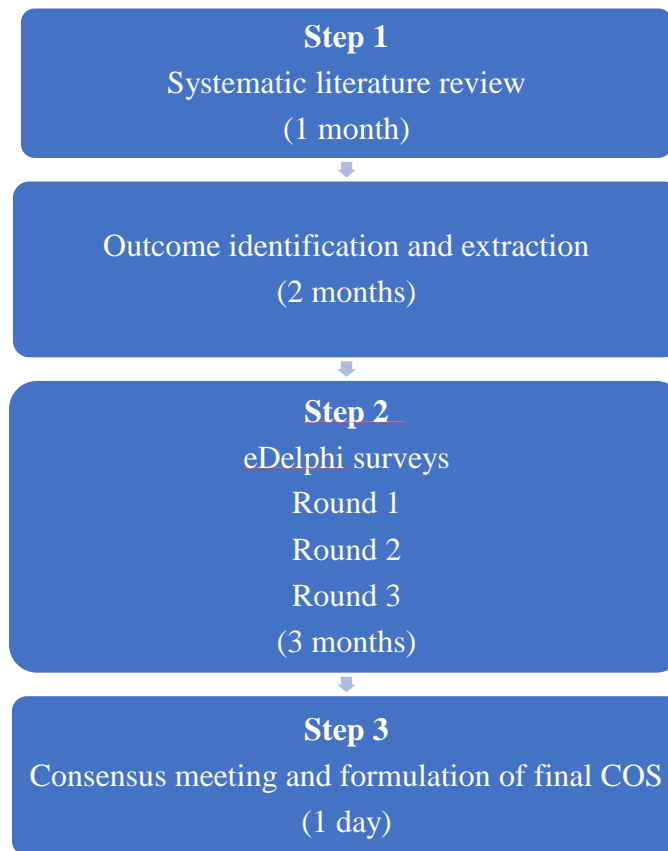 Step 1
Systematic literature review
(1 month)
Outcome identification and extraction
(2 months)
Step 2
eDelphi surveys
Round 1
Round 2
Round 3
(3 months)
Step 3
Consensus meeting and formulation of final COS
(1 day)